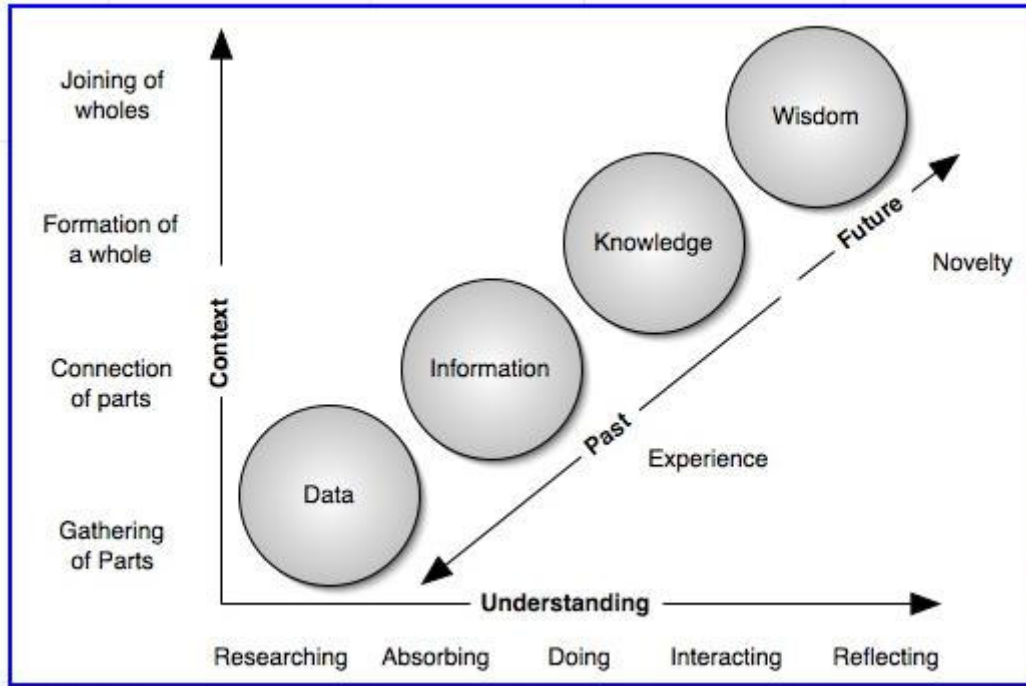 Joining of
wholes
Wisdom
Formation of
a whole
Knowledge
Future
Novelty
Context
Connection
of parts
Information
Past
Experience
Data
Gathering
of Parts
Understanding
Researching Absorbing Doing Interacting Reflecting